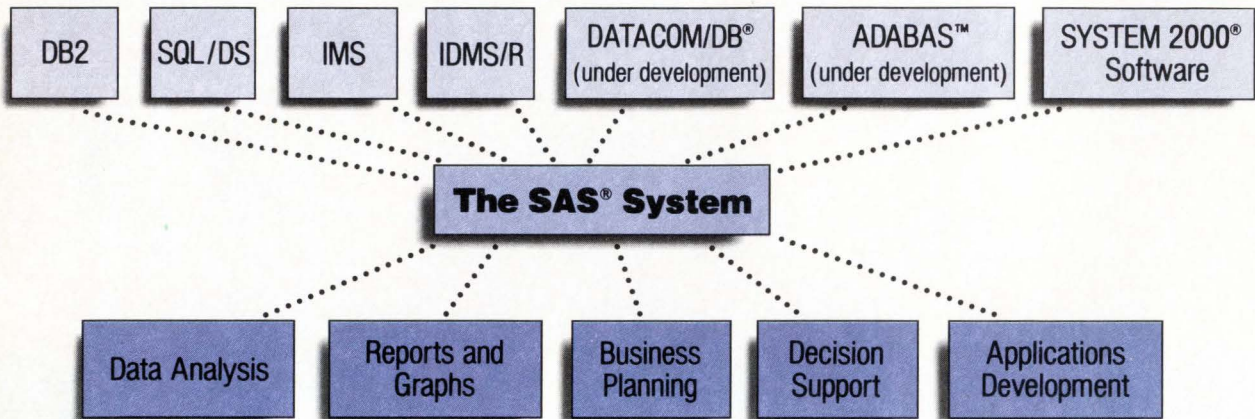 DB2
SQL/DS
IMS
IDMS/R
DATACOM/DB®
(under development)
ADABAS™
(under development)
SYSTEM 2000®
Software
The SAS® System
Data Analysis
Reports and
Graphs
Business
Planning
Decision
Support
Applications
Development